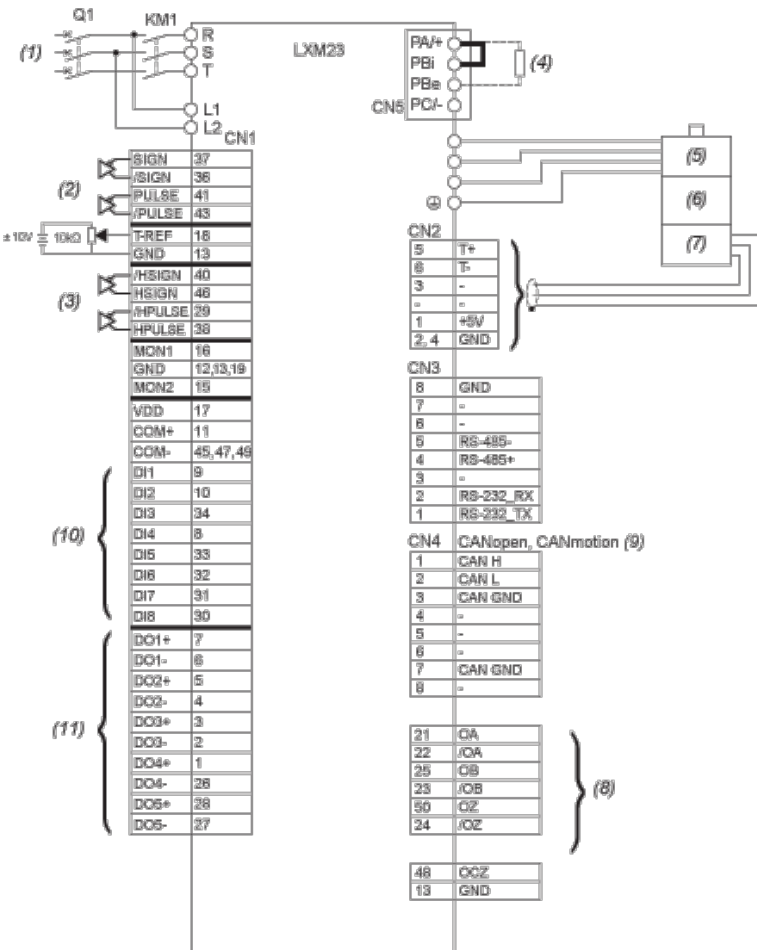 Q1
KM1
(1)
R
S
T
L1
L2
CN1
LXM23
PA/+
PBi
PBe
PC/-
CN5
(4)
(5)
(6)
(7)
(2)
SIGN 37
/SIGN 36
PULSE 41
/PULSE 43
±10V
10kΩ
T-REF 18
GND 13
(3)
/HSIGN 40
HSIGN 46
/HPULSE 29
HPULSE 38
MON1 16
GND 12,13,19
MON2 15
VDD 17
COM+ 11
COM- 45,47,49
(10)
DI1 9
DI2 10
DI3 34
DI4 8
DI5 33
DI6 32
DI7 31
DI8 30
(11)
DO1+ 7
DO1- 6
DO2+ 5
DO2- 4
DO3+ 3
DO3- 2
DO4+ 1
DO4- 26
DO5+ 28
DO5- 27
CN2
5 T+
6 T-
3 -
- -
1 +5V
2, 4 GND
CN3
8 GND
7 -
6 -
5 RS-485-
4 RS-485+
3 -
2 RS-232_RX
1 RS-232_TX
CN4 CANopen, CANmotion (9)
1 CAN H
2 CAN L
3 CAN GND
4 -
5 -
6 -
7 CAN GND
8 -
21 OA
22 /OA
25 OB
23 /OB
50 OZ
24 /OZ
(8)
48 OCZ
13 GND